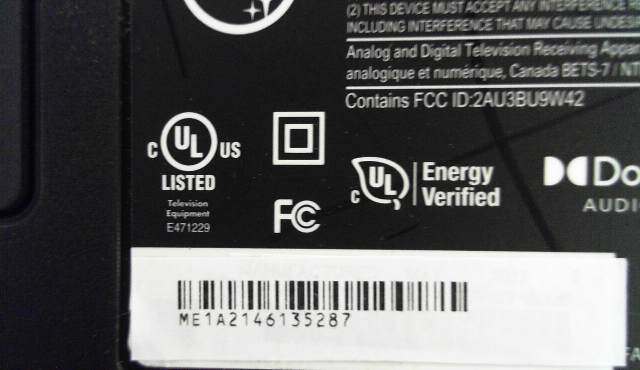 (2) THIS DEVICE MUST ACCEPT ANY INTERFERENCE
INCLUDING INTERFERENCE THAT MAY CAUSE
Analog and Digital Television Receiving
analogique et numérique, Canada BETS-7 /
Contains FCC ID:2AU3BU9W42
C UL US
LISTED
Television
Equipment
E471229
FC
C UL
Energy
Verified
ME1A2146135287